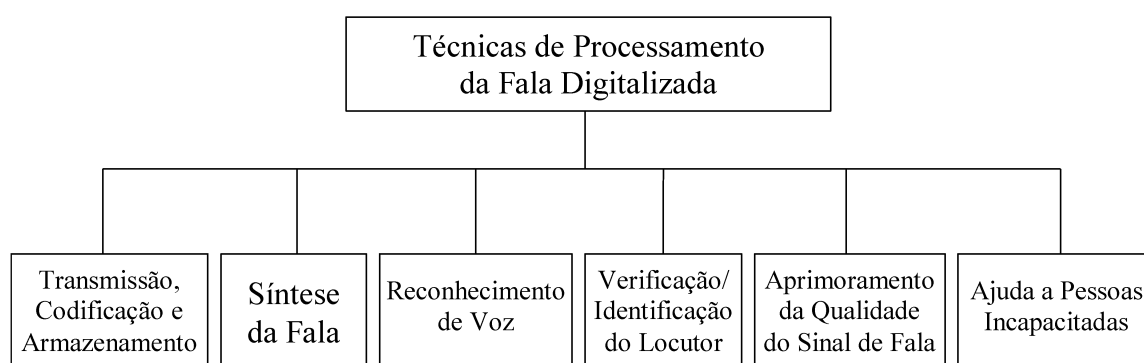 Técnicas de Processamento
da Fala Digitalizada
Transmissão,
Codificação e
Armazenamento
Síntese
da Fala
Reconhecimento
de Voz
Verificação/
Identificação
do Locutor
Aprimoramento
da Qualidade
do Sinal de Fala
Ajuda a Pessoas
Incapacitadas